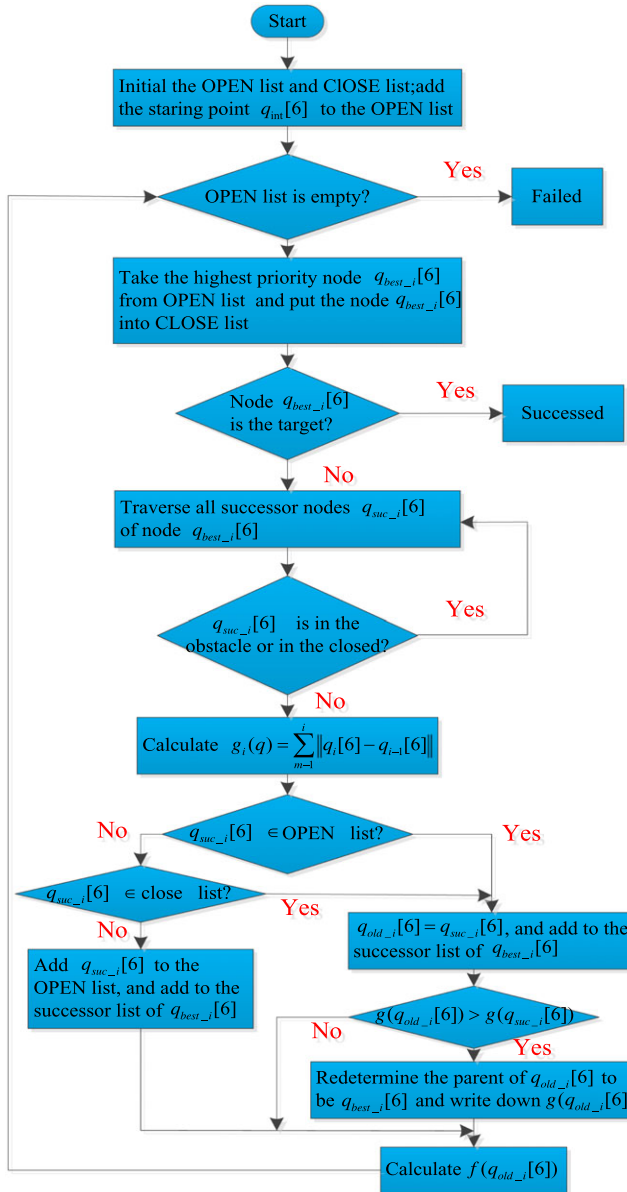 Start
Initial the OPEN list and ClOSE list;add
the staring point q_int[6] to the OPEN list
OPEN list is empty?
Yes
Failed
Take the highest priority node q_best_i[6]
from OPEN list and put the node q_best_i[6]
into CLOSE list
Node q_best_i[6]
is the target?
Yes
Successed
No
Traverse all successor nodes q_suc_i[6]
of node q_best_i[6]
q_suc_i[6] is in the
obstacle or in the closed?
Yes
No
Calculate g_i(q) = ∑_{m-1}^{i} ‖q_i[6] − q_{i-1}[6]‖
q_suc_i[6] ∈ OPEN list?
No
Yes
q_suc_i[6] ∈ close list?
Yes
No
q_old_i[6] = q_suc_i[6], and add to the
successor list of q_best_i[6]
Add q_suc_i[6] to the
OPEN list, and add to the
successor list of q_best_i[6]
g(q_old_i[6]) > g(q_suc_i[6])
No
Yes
Redetermine the parent of q_old_i[6] to
be q_best_i[6] and write down g(q_old_i[6]
Calculate f(q_old_i[6])